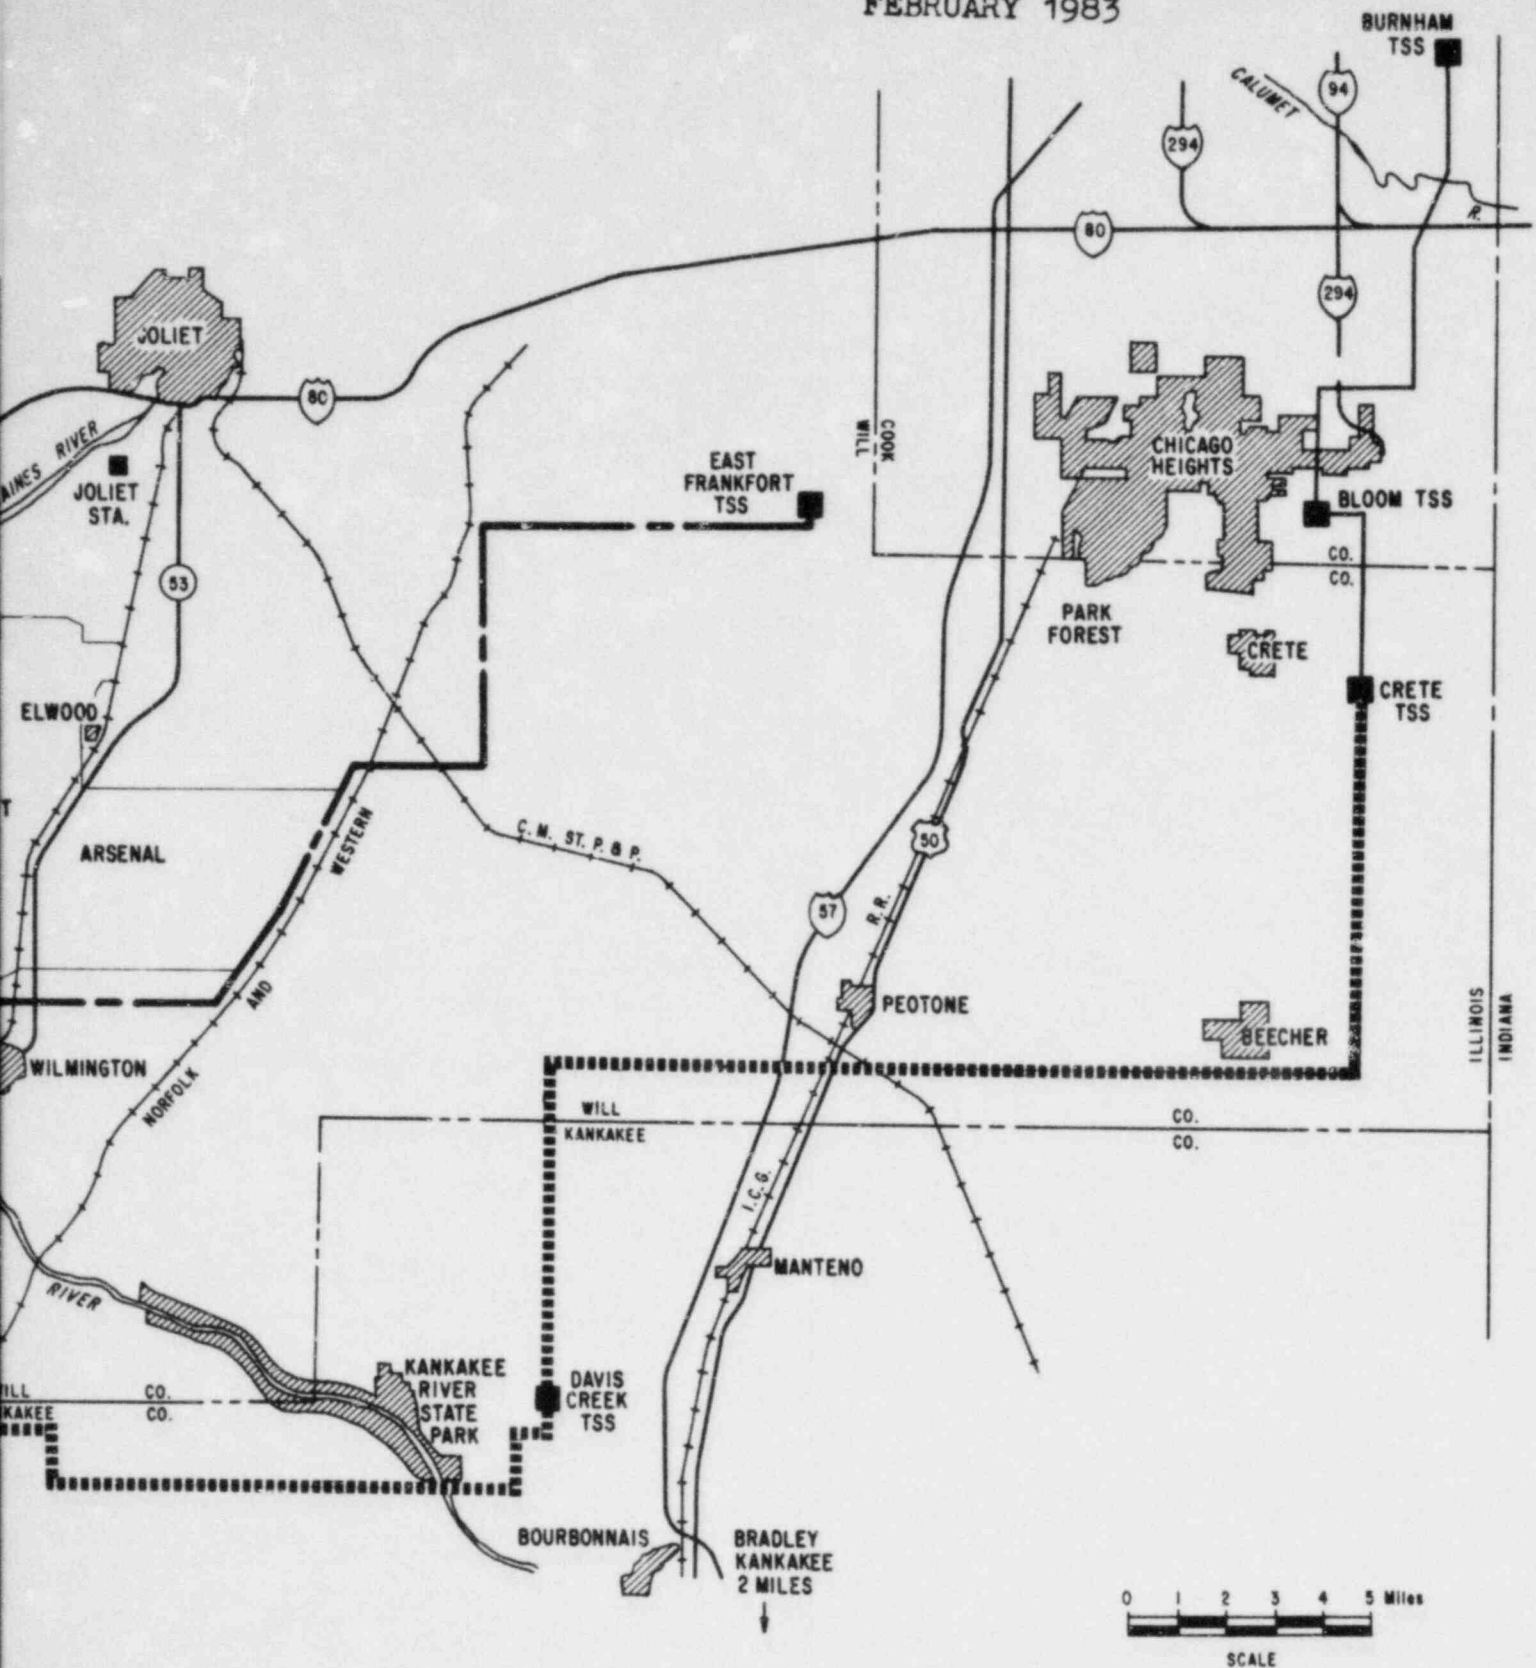 FEBRUARY 1983
BURNHAM
TSS
94
CALUMET
R.
294
80
294
JOLIET
80
AINES RIVER
JOLIET
STA.
EAST
FRANKFORT
TSS
COOK
WILL
CHICAGO
HEIGHTS
BLOOM TSS
CO.
CO.
53
PARK
FOREST
CRETE
CRETE
TSS
ELWOOD
T
ARSENAL
WESTERN
AND
NORFOLK
C. M. ST. P. & P.
50
57
R. R.
I. C. G.
PEOTONE
BEECHER
ILLINOIS
INDIANA
WILMINGTON
WILL
KANKAKEE
CO.
CO.
MANTENO
RIVER
KANKAKEE
RIVER
STATE
PARK
ILL CO.
KAKEE CO.
DAVIS
CREEK
TSS
BOURBONNAIS
BRADLEY
KANKAKEE
2 MILES
0 1 2 3 4 5 Miles
SCALE